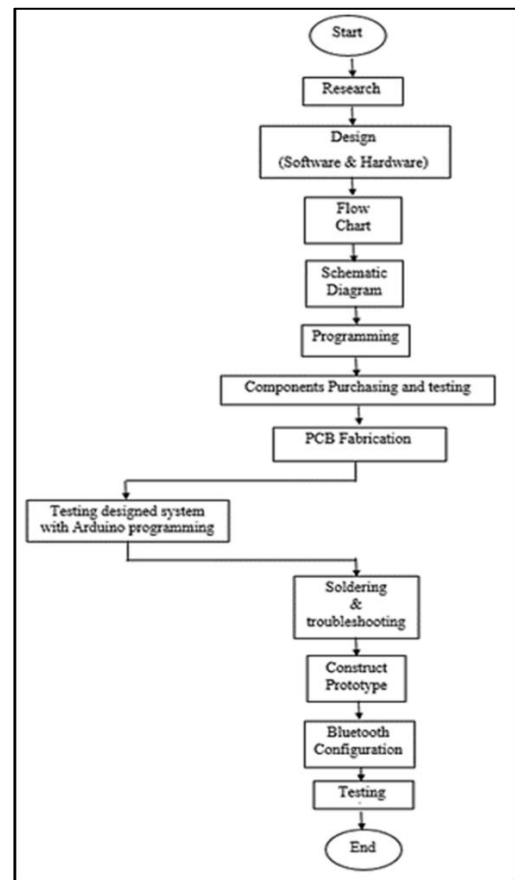 Start
Research
Design
(Software & Hardware)
Flow
Chart
Schematic
Diagram
Programming
Components Purchasing and testing
PCB Fabrication
Testing designed system
with Arduino programming
Soldering
&
troubleshooting
Construct
Prototype
Bluetooth
Configuration
Testing
End